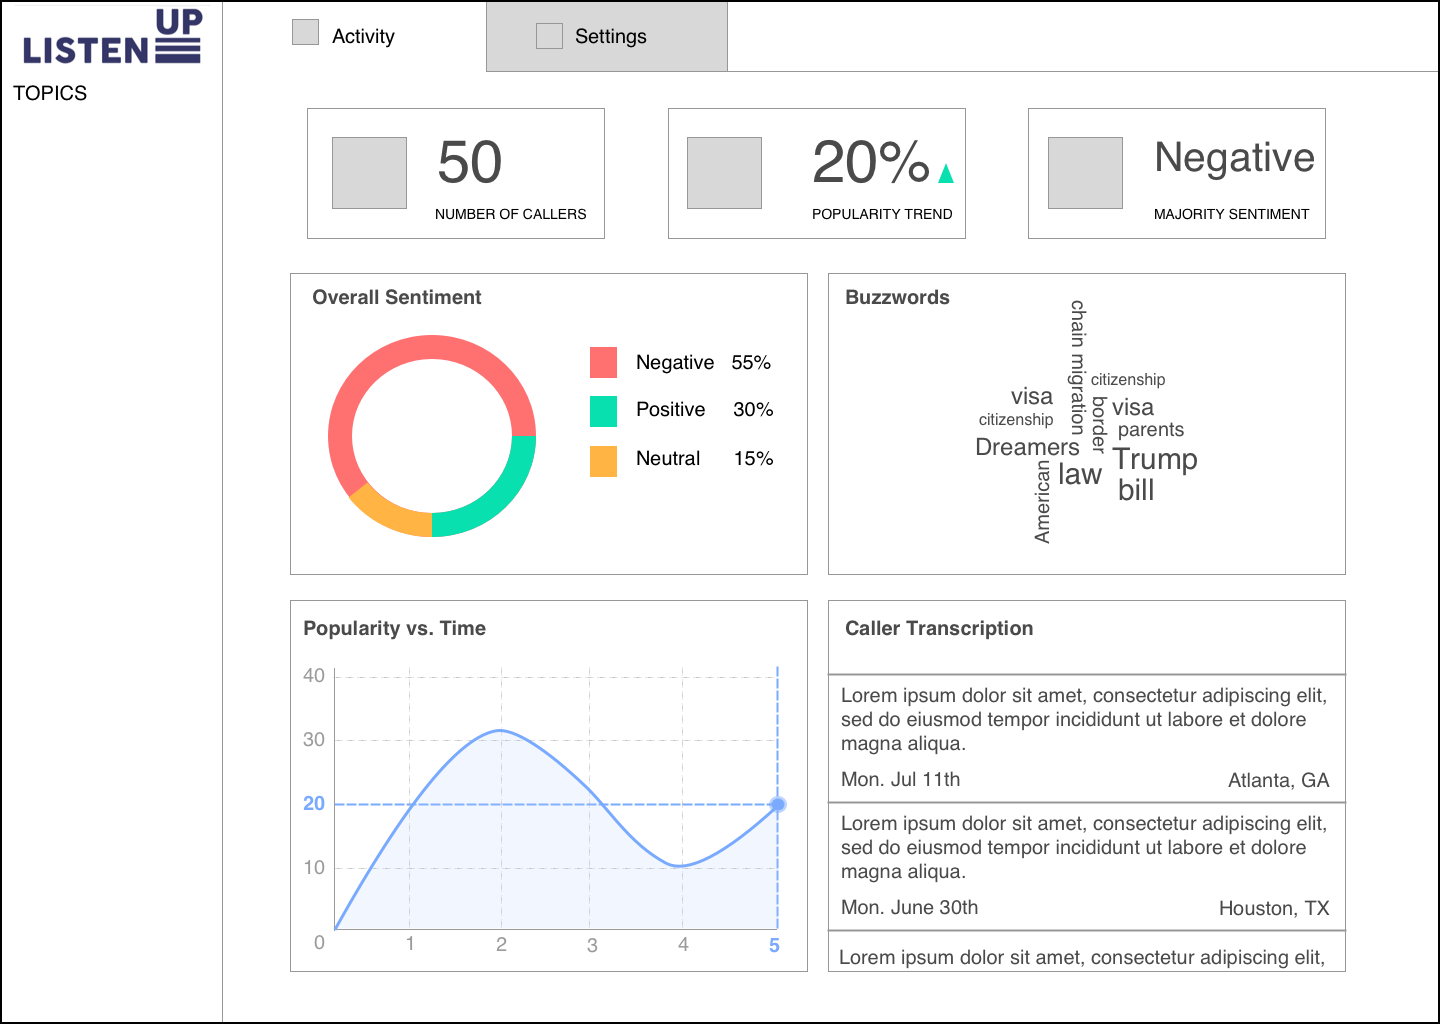 LISTEN UP
TOPICS
Activity
Settings
50
NUMBER OF CALLERS
20%
POPULARITY TREND
Negative
MAJORITY SENTIMENT
Overall Sentiment
Negative 55%
Positive 30%
Neutral 15%
Buzzwords
chain migration
citizenship
visa
citizenship
border
visa
parents
Dreamers
American
law
Trump
bill
Popularity vs. Time
40
30
20
10
0
1
2
3
4
5
Caller Transcription
Lorem ipsum dolor sit amet, consectetur adipiscing elit,
sed do eiusmod tempor incididunt ut labore et dolore
magna aliqua.
Mon. Jul 11th
Atlanta, GA
Lorem ipsum dolor sit amet, consectetur adipiscing elit,
sed do eiusmod tempor incididunt ut labore et dolore
magna aliqua.
Mon. June 30th
Houston, TX
Lorem ipsum dolor sit amet, consectetur adipiscing elit,